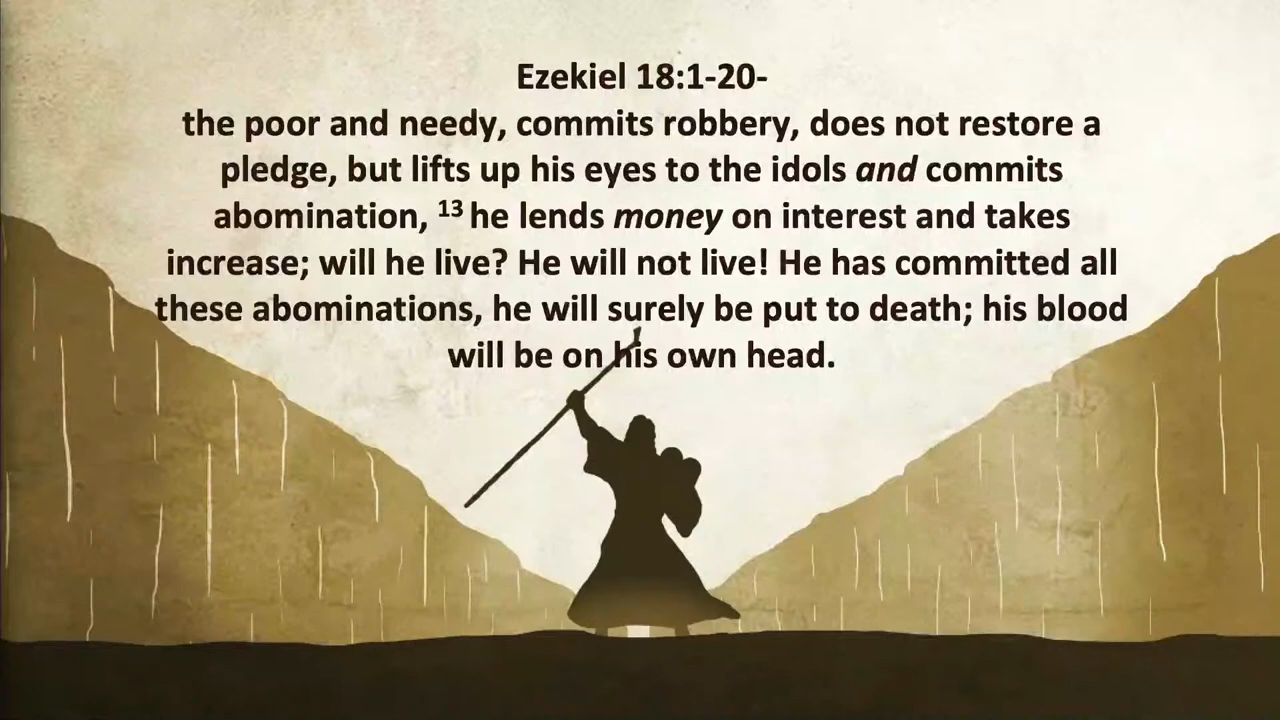 Ezekiel 18:1-20-
the poor and needy, commits robbery, does not restore a
pledge, but lifts up his eyes to the idols and commits
abomination, 13 he lends money on interest and takes
increase; will he live? He will not live! He has committed all
these abominations, he will surely be put to death; his blood
will be on his own head.